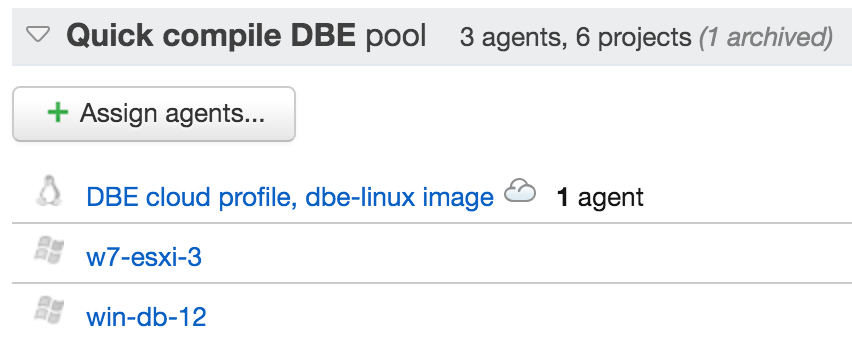 Quick compile DBE pool 3 agents, 6 projects (1 archived)
+ Assign agents...
DBE cloud profile, dbe-linux image 1 agent
w7-esxi-3
win-db-12